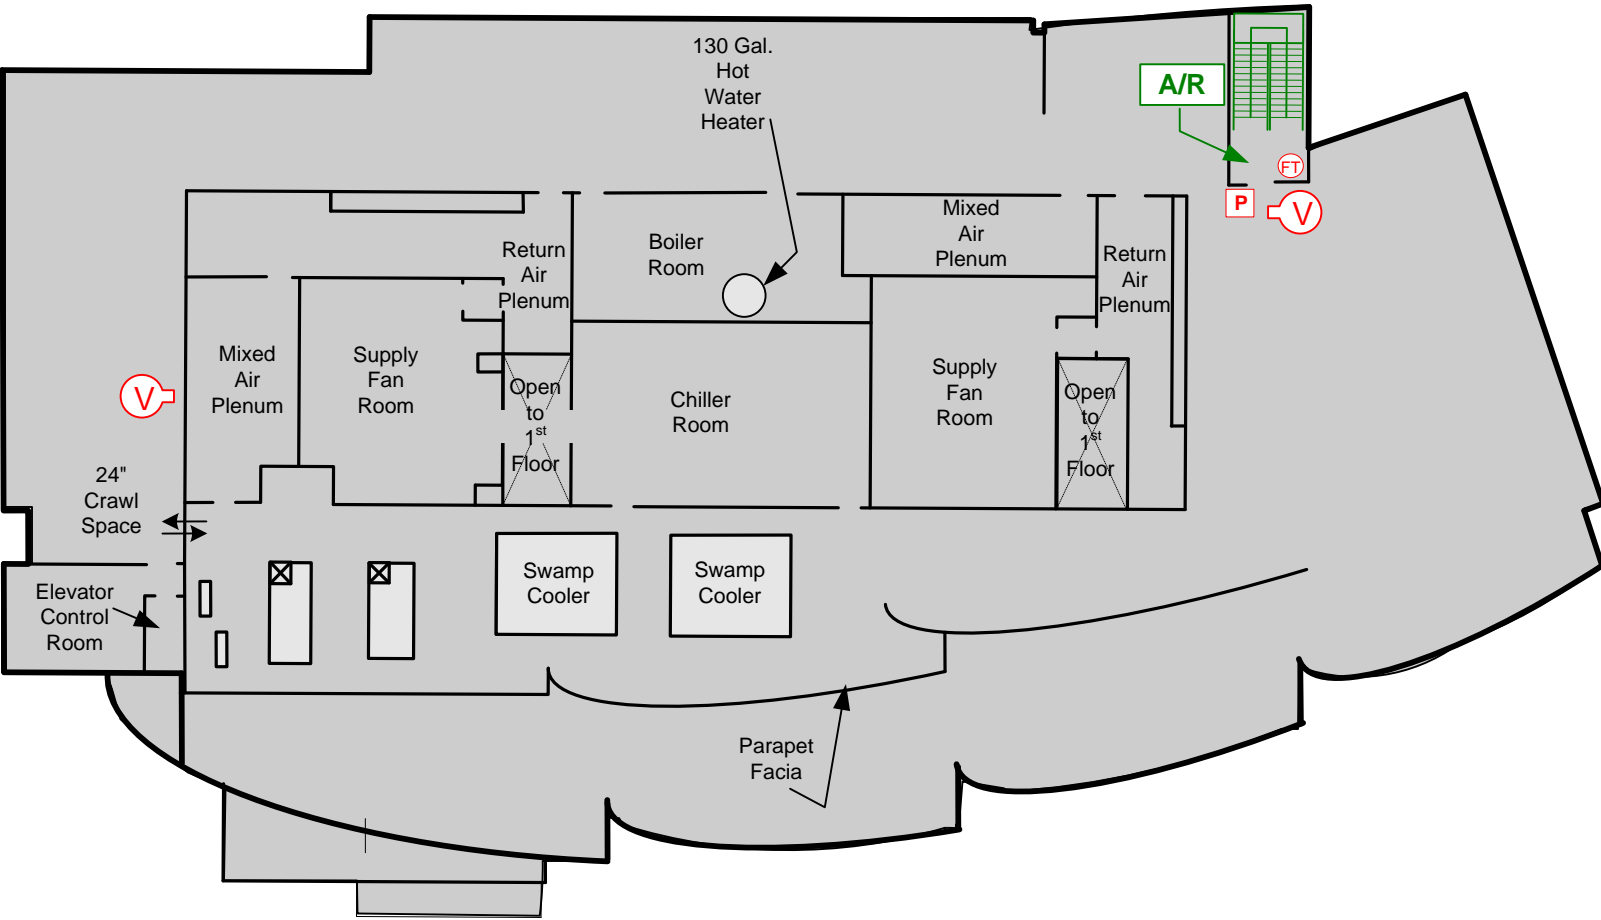 130 Gal.
Hot
Water
Heater
A/R
FT
P
V
Mixed
Air
Plenum
Return
Air
Plenum
Boiler
Room
Return
Air
Plenum
Mixed
Air
Plenum
Supply
Fan
Room
Open
to
1st
Floor
Chiller
Room
Supply
Fan
Room
Open
to
1st
Floor
V
24"
Crawl
Space
Elevator
Control
Room
Swamp
Cooler
Swamp
Cooler
Parapet
Facia